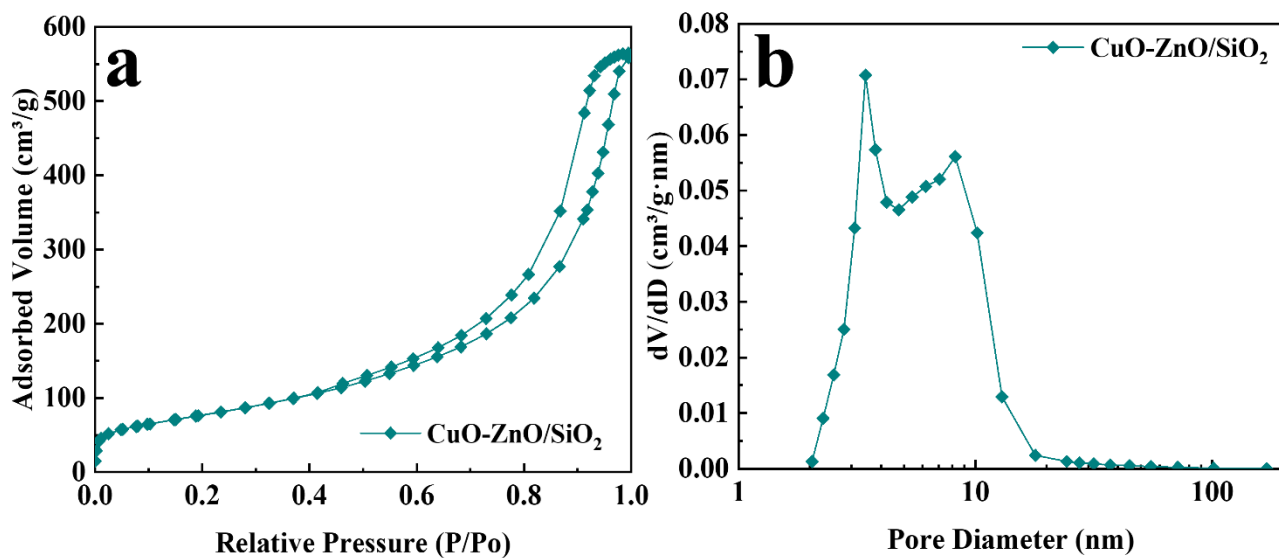 a
CuO-ZnO/SiO₂
Adsorbed Volume (cm³/g)
600
500
400
300
200
100
0
0.0 0.2 0.4 0.6 0.8 1.0
Relative Pressure (P/Po)
b
CuO-ZnO/SiO₂
dV/dD (cm³/g·nm)
0.08
0.07
0.06
0.05
0.04
0.03
0.02
0.01
0.00
1 10 100
Pore Diameter (nm)